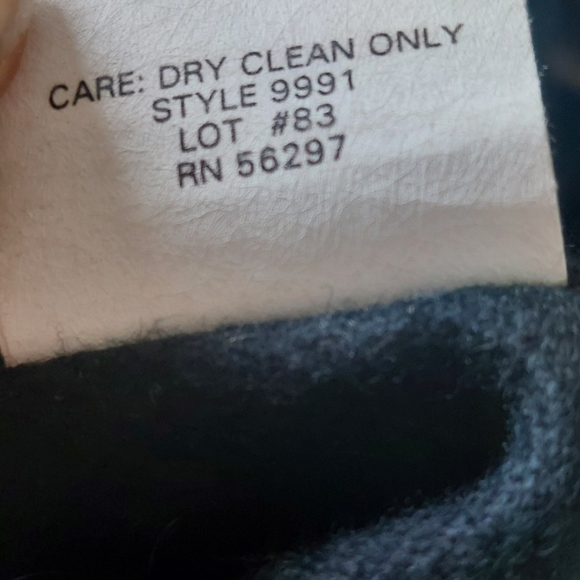 CARE: DRY CLEAN ONLY
STYLE 9991
LOT #83
RN 56297